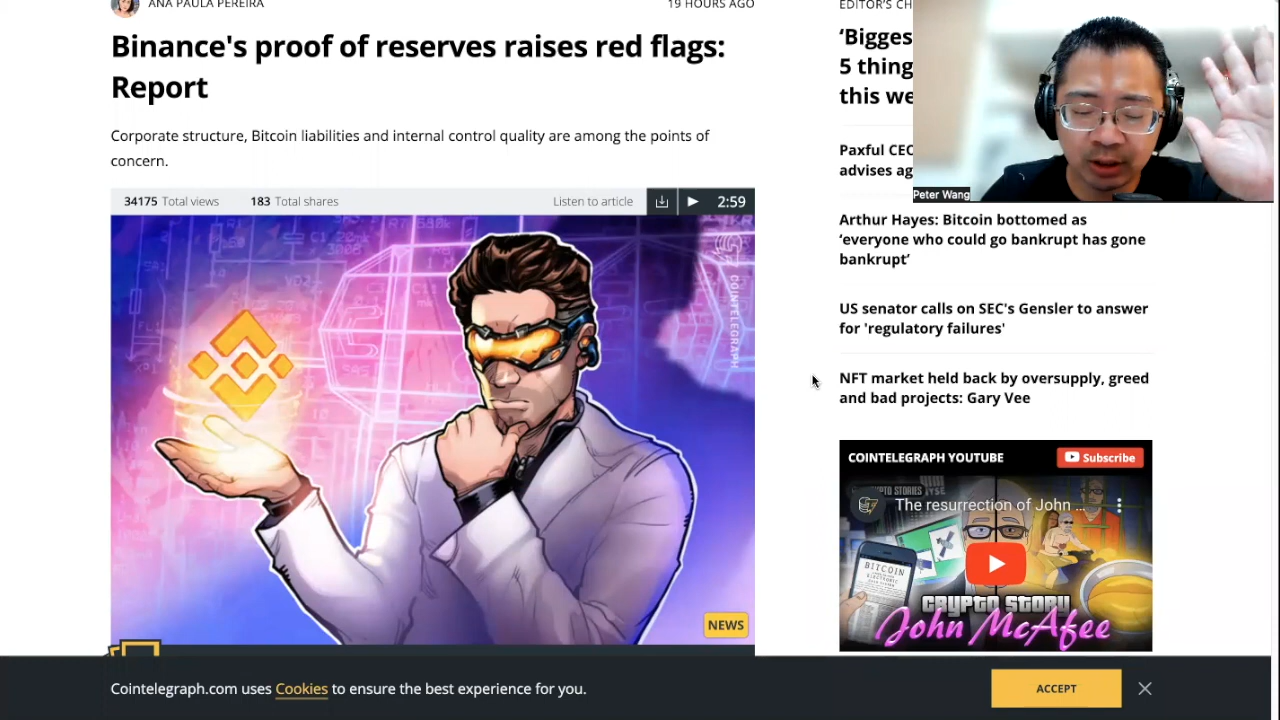 ANA PAULA PEREIRA
19 HOURS AGO
Binance's proof of reserves raises red flags:
Report
Corporate structure, Bitcoin liabilities and internal control quality are among the points of
concern.
34175 Total views 183 Total shares
Listen to article
2:59
COINTELEGRAPH
NEWS
EDITOR'S CH
‘Bigges
5 thing
this we
Paxful CEO
advises ag
Peter Wang
Arthur Hayes: Bitcoin bottomed as
‘everyone who could go bankrupt has gone
bankrupt’
US senator calls on SEC's Gensler to answer
for 'regulatory failures'
NFT market held back by oversupply, greed
and bad projects: Gary Vee
COINTELEGRAPH YOUTUBE
Subscribe
The resurrection of John ...
BITCOIN
CRYPTO STORY
John McAfee
Cointelegraph.com uses Cookies to ensure the best experience for you.
ACCEPT